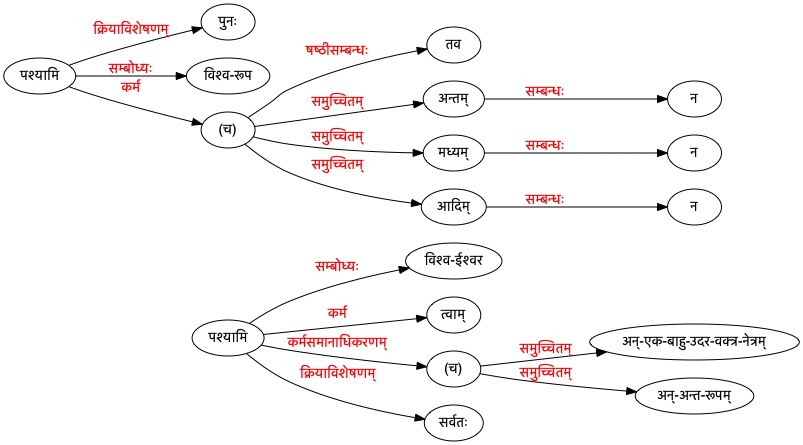 पुनः
क्रियाविशेषणम्
पश्यामि
सम्बोध्यः
विश्व-रूप
कर्म
(च)
षष्ठीसम्बन्धः
तव
समुच्चितम्
अन्तम्
सम्बन्धः
न
समुच्चितम्
मध्यम्
सम्बन्धः
न
समुच्चितम्
आदिम्
सम्बन्धः
न
सम्बोध्यः
विश्व-ईश्वर
पश्यामि
कर्म
त्वाम्
कर्मसमानाधिकरणम्
(च)
समुच्चितम्
अन्-एक-बाहु-उदर-वक्त्र-नेत्रम्
समुच्चितम्
अन्-अन्त-रूपम्
क्रियाविशेषणम्
सर्वतः